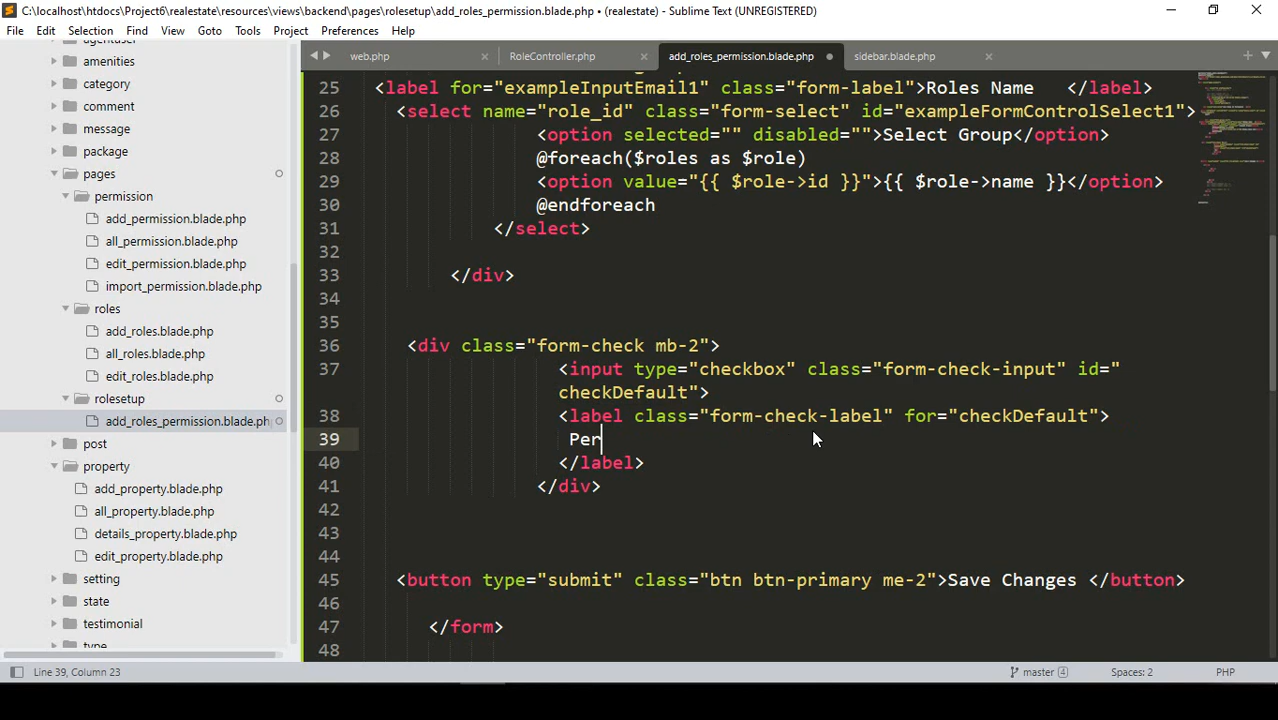 C:\localhost\htdocs\Project6\realestate\resources\views\backend\pages\rolesetup\add_roles_permission.blade.php • (realestate) - Sublime Text (UNREGISTERED)
File Edit Selection Find View Goto Tools Project Preferences Help
web.php RoleController.php add_roles_permission.blade.php sidebar.blade.php
amenities
category
comment
message
package
pages
permission
add_permission.blade.php
all_permission.blade.php
edit_permission.blade.php
import_permission.blade.php
roles
add_roles.blade.php
all_roles.blade.php
edit_roles.blade.php
rolesetup
add_roles_permission.blade.ph
post
property
add_property.blade.php
all_property.blade.php
details_property.blade.php
edit_property.blade.php
setting
state
testimonial
type
25 <label for="exampleInputEmail1" class="form-label">Roles Name </label>
26 <select name="role_id" class="form-select" id="exampleFormControlSelect1">
27 <option selected="" disabled="">Select Group</option>
28 @foreach($roles as $role)
29 <option value="{{ $role->id }}">{{ $role->name }}</option>
30 @endforeach
31 </select>
32
33 </div>
34
35
36 <div class="form-check mb-2">
37 <input type="checkbox" class="form-check-input" id="
checkDefault">
38 <label class="form-check-label" for="checkDefault">
39 Per
40 </label>
41 </div>
42
43
44
45 <button type="submit" class="btn btn-primary me-2">Save Changes </button>
46
47 </form>
48
Line 39, Column 23 master 4 Spaces: 2 PHP